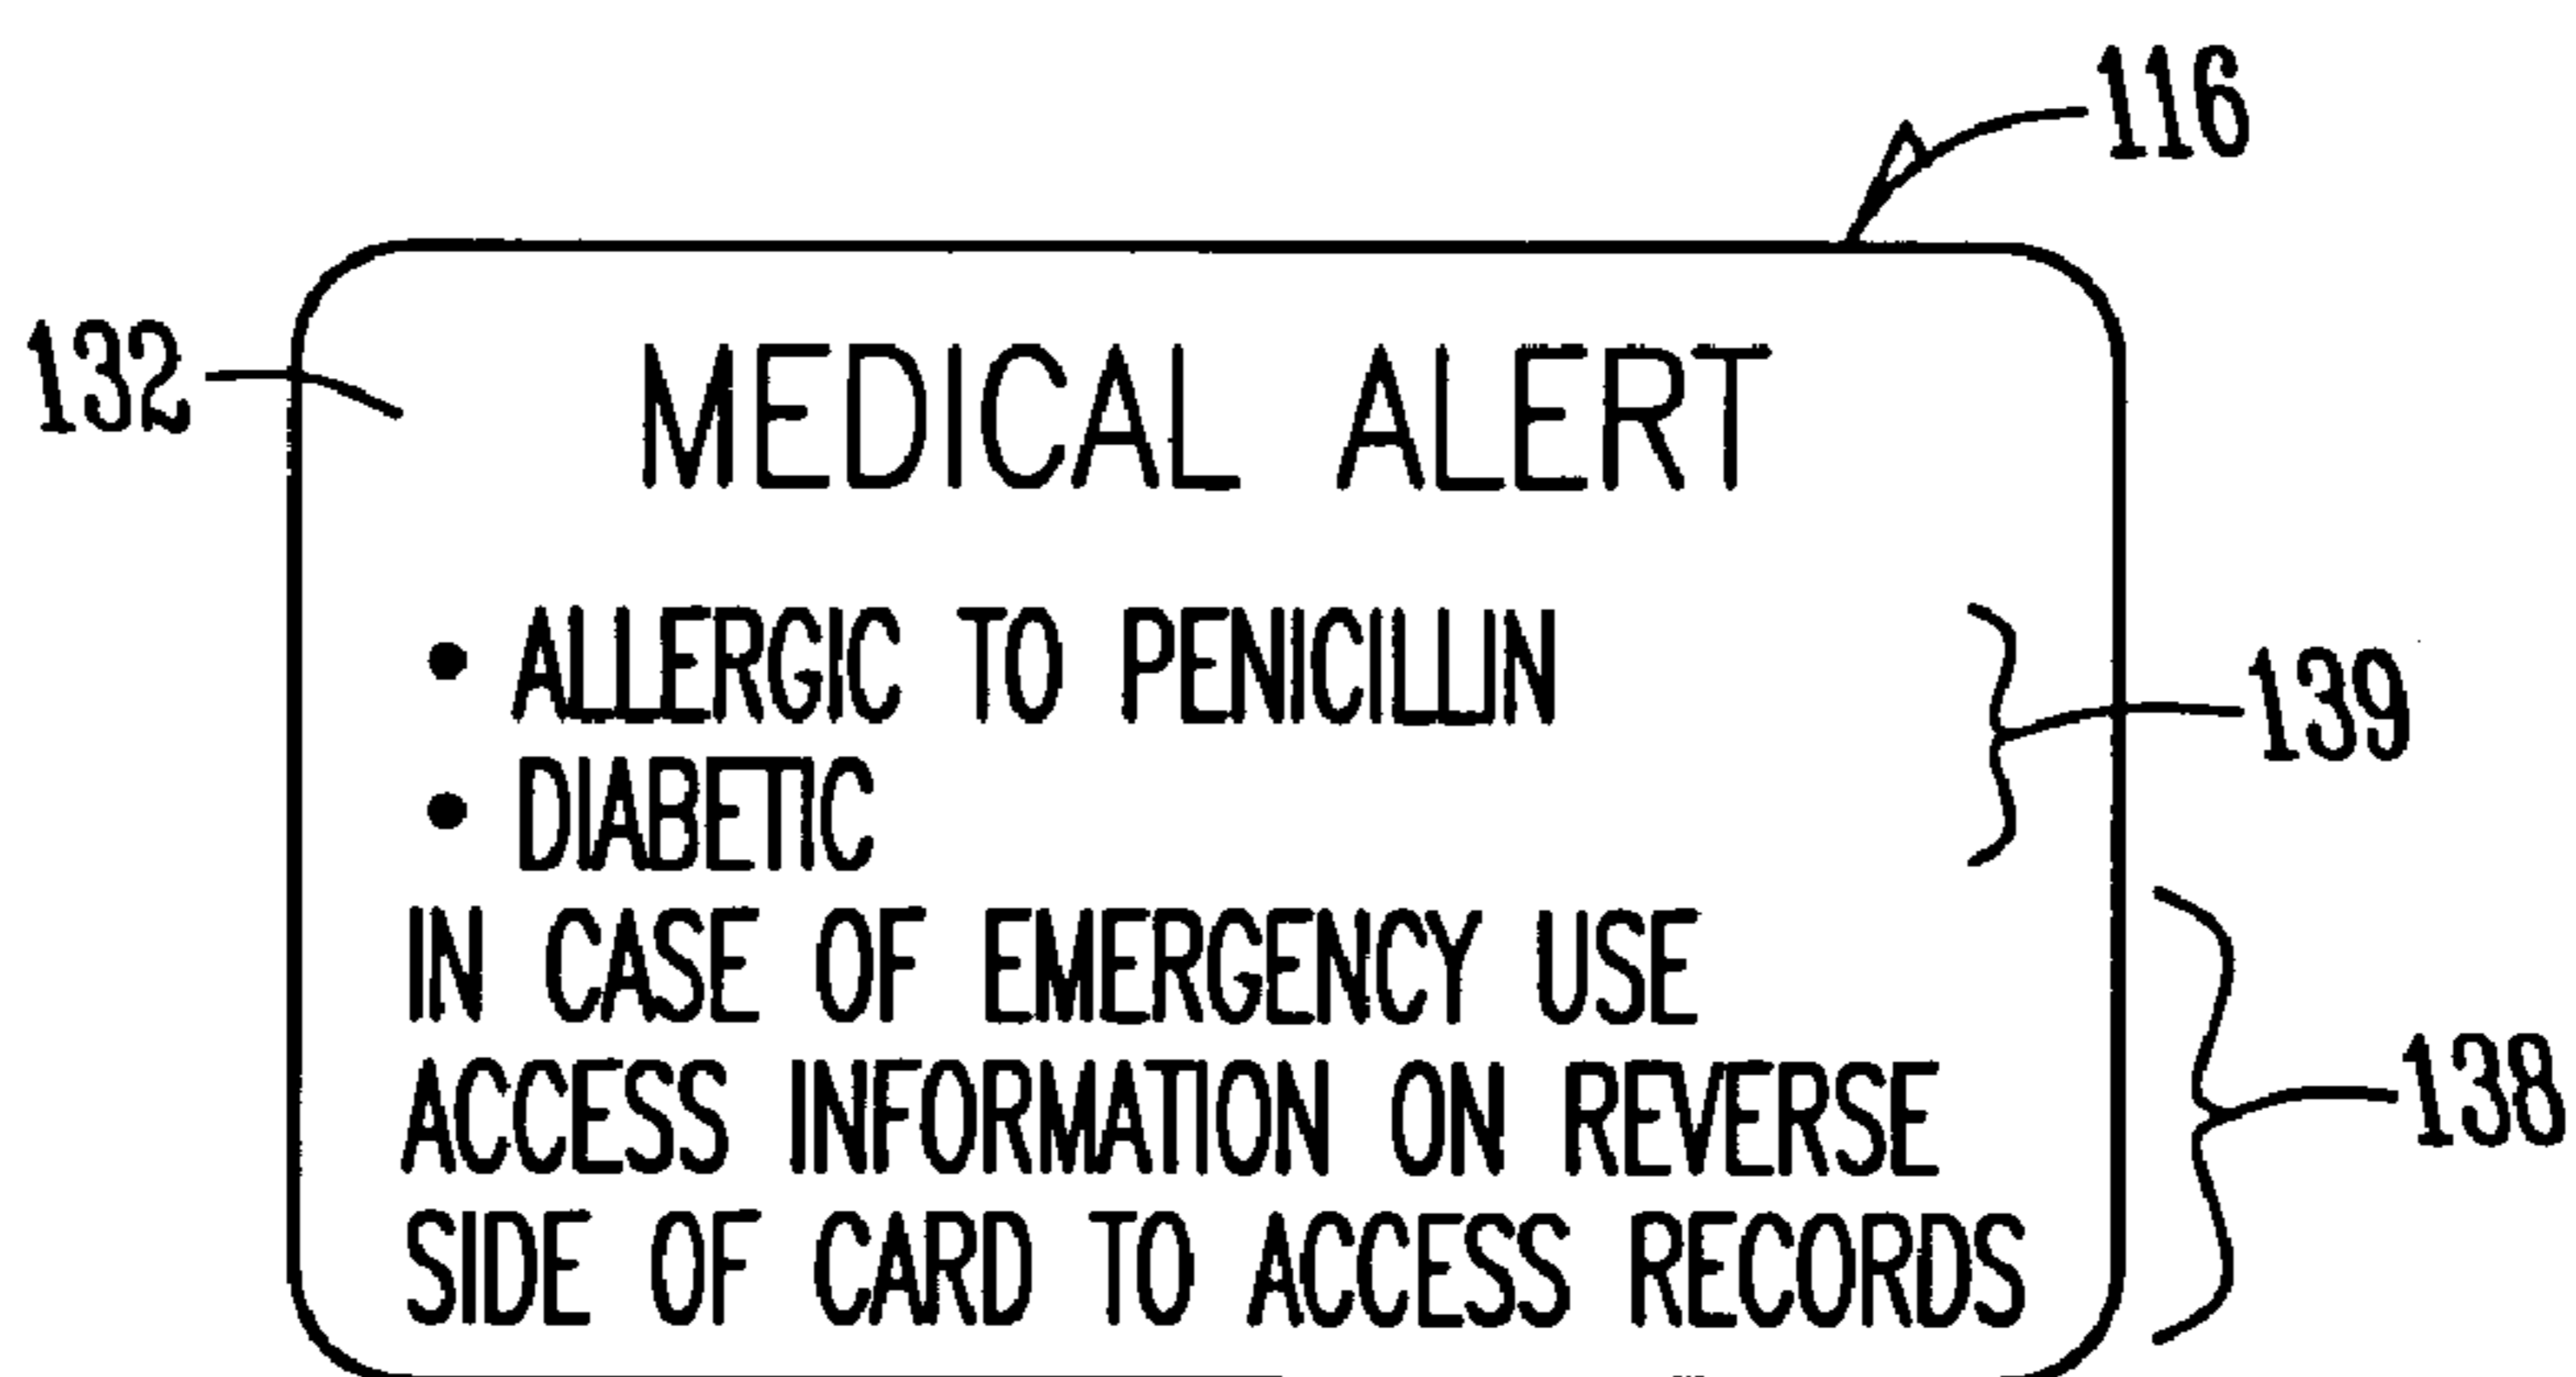 116
132
MEDICAL ALERT
• ALLERGIC TO PENICILLIN
139
• DIABETIC
IN CASE OF EMERGENCY USE
ACCESS INFORMATION ON REVERSE
138
SIDE OF CARD TO ACCESS RECORDS